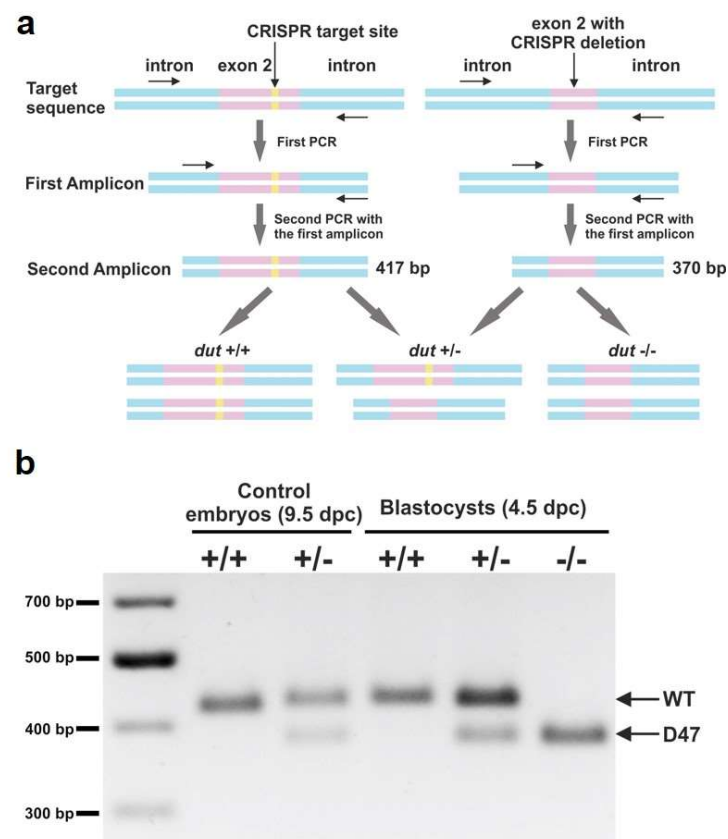 a
CRISPR target site
exon 2 with
CRISPR deletion
intron exon 2 intron intron intron
Target
sequence
First PCR First PCR
First Amplicon
Second PCR with
the first amplicon
Second PCR with
the first amplicon
Second Amplicon 417 bp 370 bp
dut +/+ dut +/- dut -/-
b
Control
embryos (9.5 dpc)
Blastocysts (4.5 dpc)
+/+ +/- +/+ +/- -/-
700 bp
500 bp
WT
400 bp
D47
300 bp